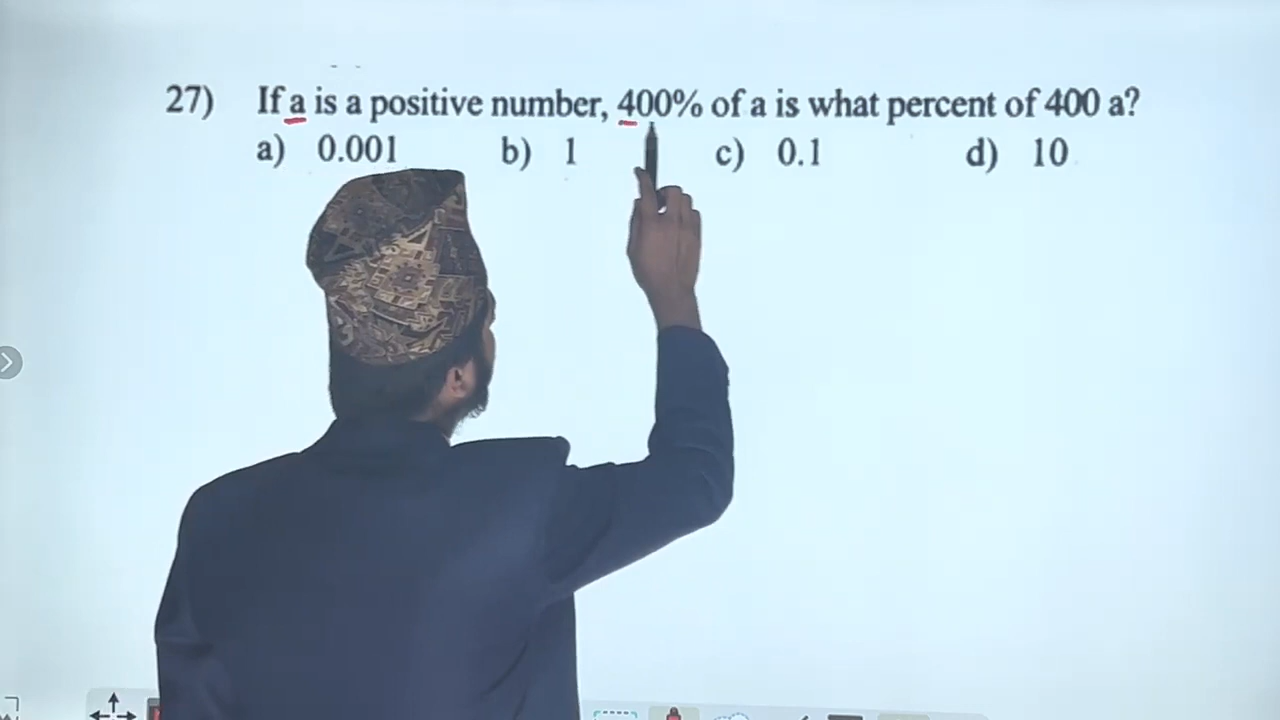 27) If a is a positive number, 400% of a is what percent of 400 a?
a) 0.001 b) 1 c) 0.1 d) 10